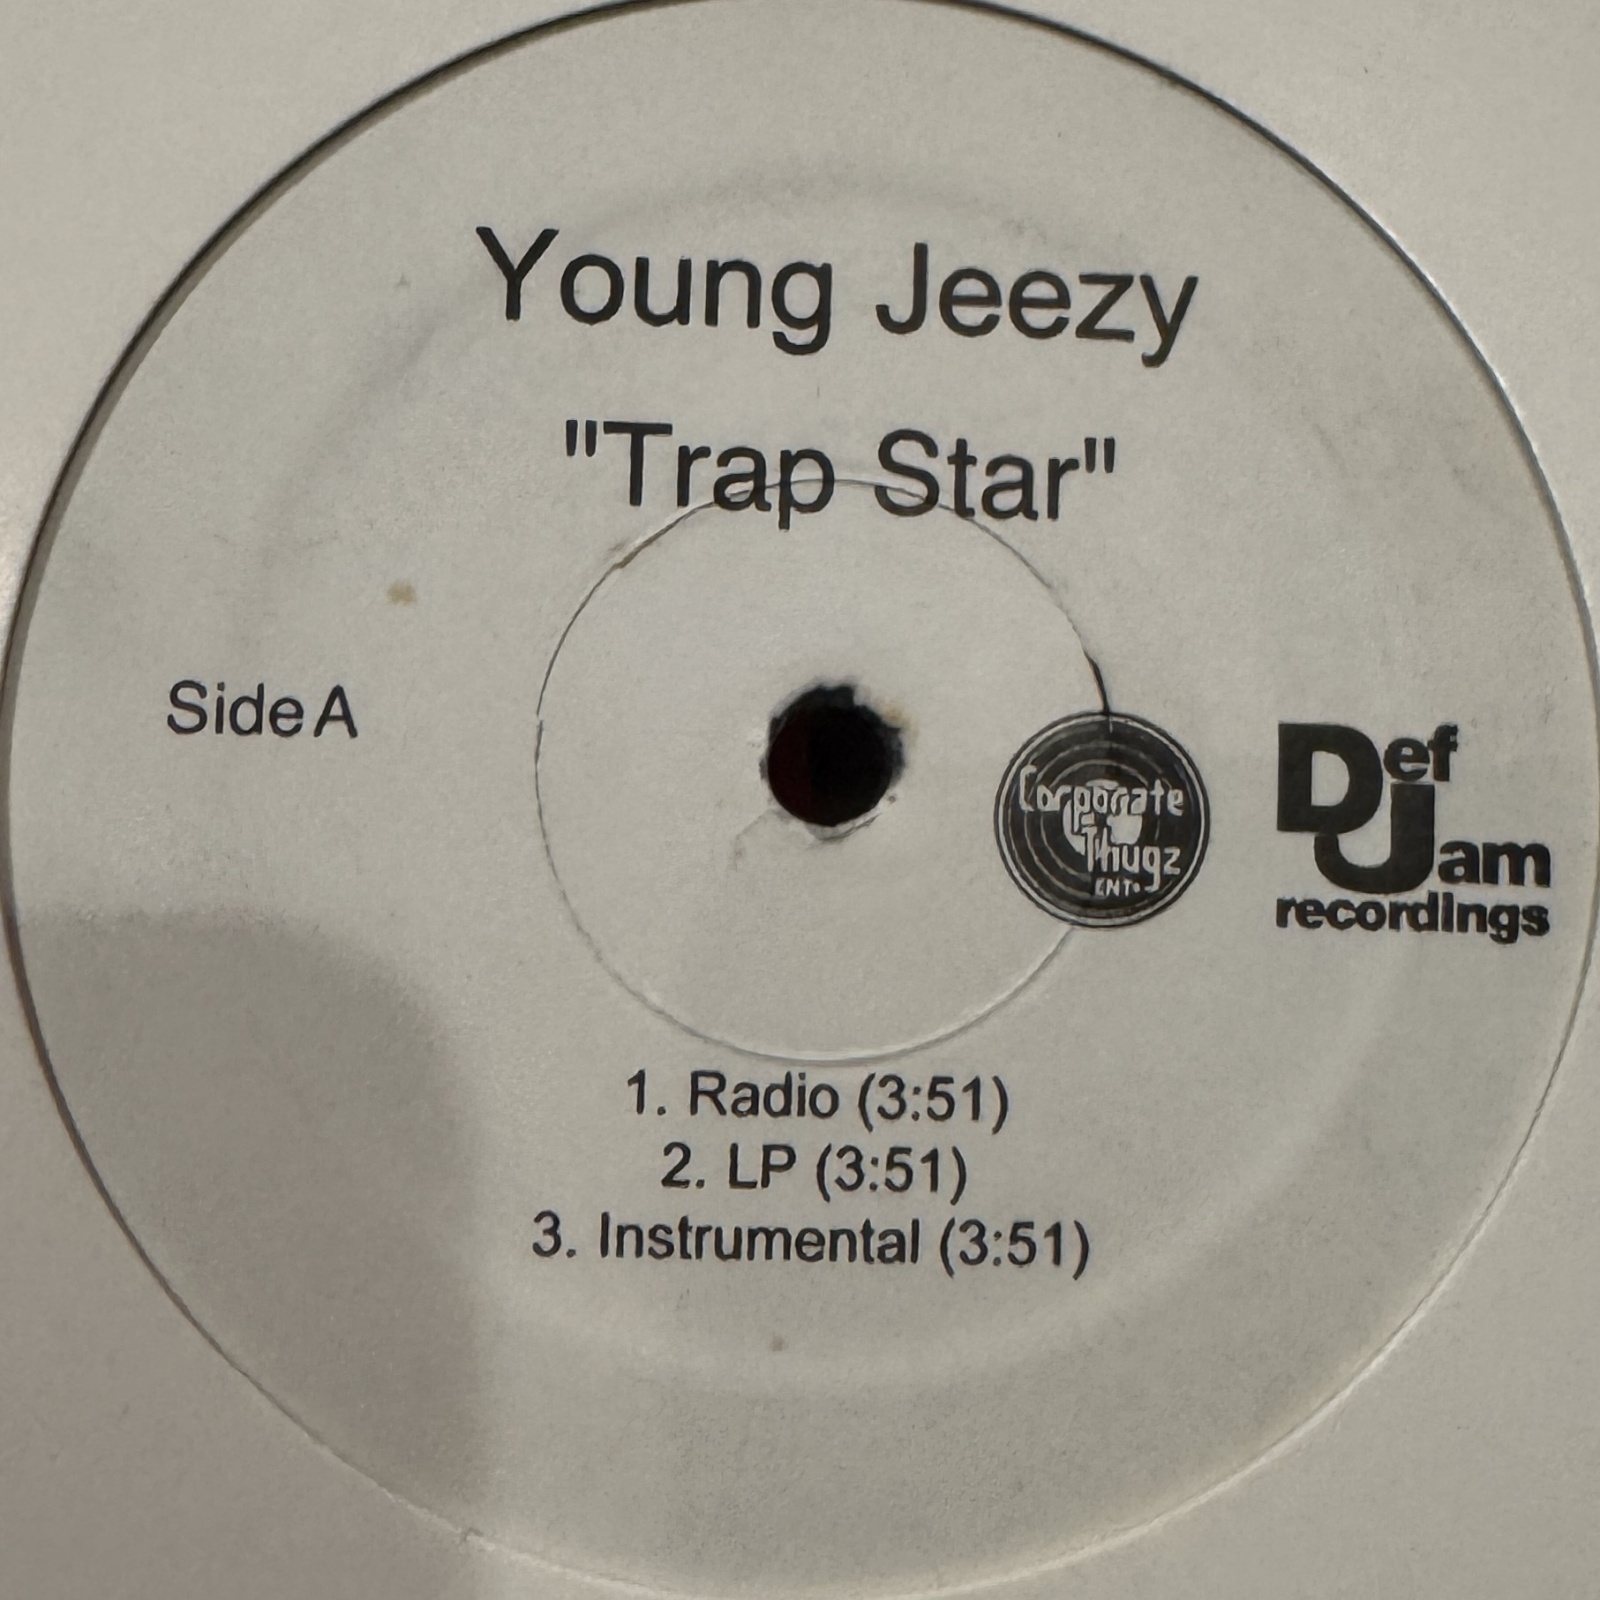 Young Jeezy
"Trap Star"
Side A
Corporate
Thugz
ENT.
Def
Jam
recordings
1. Radio (3:51)
2. LP (3:51)
3. Instrumental (3:51)